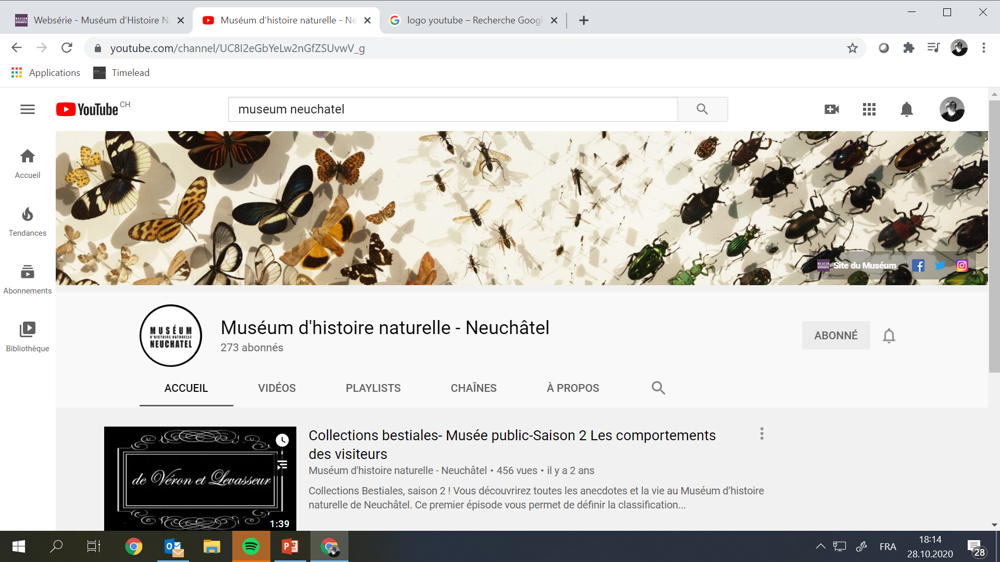 Websérie - Muséum d'Histoire N
Muséum d'histoire naturelle - Ne
logo youtube – Recherche Googl
youtube.com/channel/UC8I2eGbYeLw2nGfZSUvwV_g
Applications
Timelead
YouTube CH
museum neuchatel
Accueil
Tendances
Abonnements
Bibliothèque
Site du Muséum
MUSÉUM
D'HISTOIRE NATURELLE
NEUCHATEL
Muséum d'histoire naturelle - Neuchâtel
273 abonnés
ABONNÉ
ACCUEIL VIDÉOS PLAYLISTS CHAÎNES À PROPOS
de Véron et Levasseur
1:39
Collections bestiales- Musée public-Saison 2 Les comportements
des visiteurs
Muséum d'histoire naturelle - Neuchâtel • 456 vues • il y a 2 ans
Collections Bestiales, saison 2 ! Vous découvrirez toutes les anecdotes et la vie au Muséum d’histoire
naturelle de Neuchâtel. Ce premier épisode vous permet de définir la classification...
FRA
18:14
28.10.2020
28